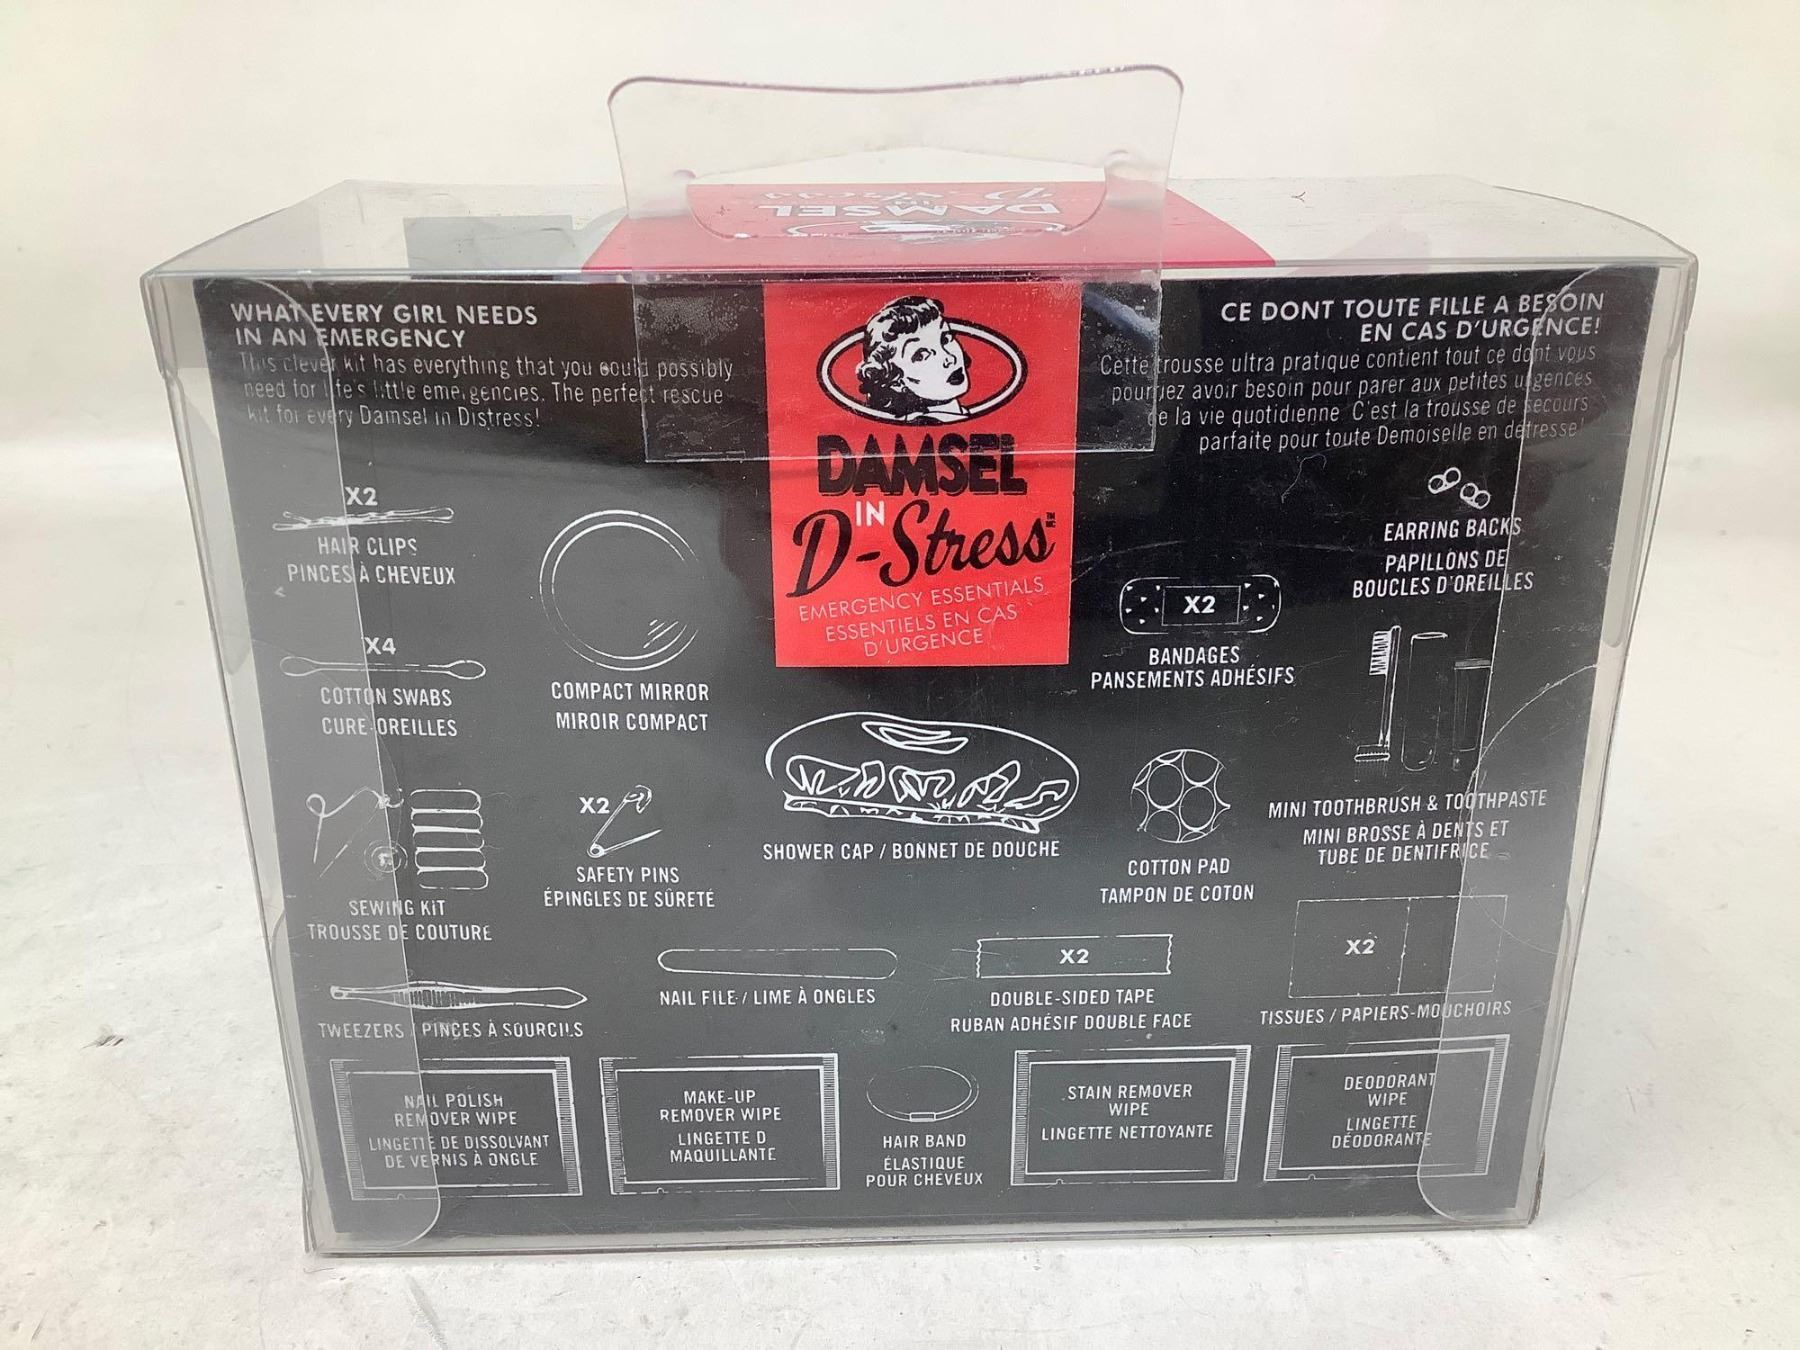 DAMSEL
IN
WHAT EVERY GIRL NEEDS
IN AN EMERGENCY
This clever kit has everything that you could possibly
need for life's little emergencies. The perfect rescue
kit for every Damsel in Distress!
DAMSEL
IN
D-Stress™
EMERGENCY ESSENTIALS
ESSENTIELS EN CAS
D'URGENCE
CE DONT TOUTE FILLE A BESOIN
EN CAS D'URGENCE!
Cette trousse ultra pratique contient tout ce dont vous
pourriez avoir besoin pour parer aux petites urgences
de la vie quotidienne. C'est la trousse de secours
parfaite pour toute Demoiselle en détresse!
X2
HAIR CLIPS
PINCES À CHEVEUX
X4
COTTON SWABS
CURE-OREILLES
COMPACT MIRROR
MIROIR COMPACT
X2
BANDAGES
PANSEMENTS ADHÉSIFS
EARRING BACKS
PAPILLONS DE
BOUCLES D'OREILLES
SEWING KIT
TROUSSE DE COUTURE
X2
SAFETY PINS
ÉPINGLES DE SÛRETÉ
SHOWER CAP / BONNET DE DOUCHE
COTTON PAD
TAMPON DE COTON
MINI TOOTHBRUSH & TOOTHPASTE
MINI BROSSE À DENTS ET
TUBE DE DENTIFRICE
TWEEZERS / PINCES À SOURCILS
NAIL FILE / LIME À ONGLES
X2
DOUBLE-SIDED TAPE
RUBAN ADHÉSIF DOUBLE FACE
X2
TISSUES / PAPIERS-MOUCHOIRS
NAIL POLISH
REMOVER WIPE
LINGETTE DE DISSOLVANT
DE VERNIS À ONGLE
MAKE-UP
REMOVER WIPE
LINGETTE D
MAQUILLANTE
HAIR BAND
ÉLASTIQUE
POUR CHEVEUX
STAIN REMOVER
WIPE
LINGETTE NETTOYANTE
DEODORANT
WIPE
LINGETTE
DÉODORANTE